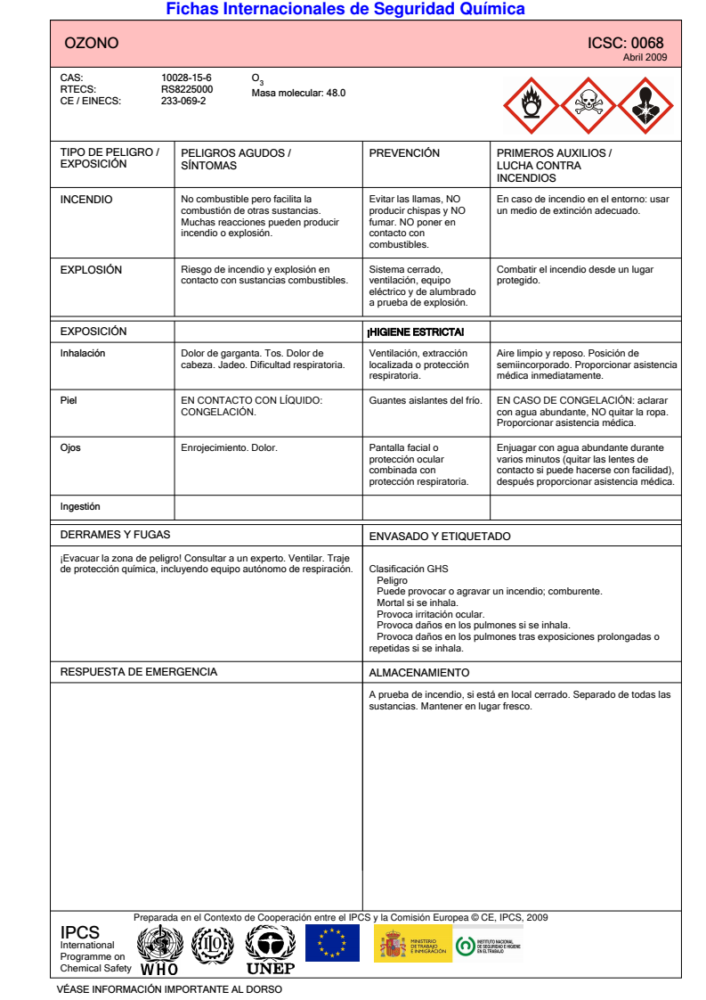 Fichas Internacionales de Seguridad Química
OZONO
ICSC: 0068
Abril 2009
CAS: 10028-15-6
RTECS: RS8225000
CE / EINECS: 233-069-2
O3
Masa molecular: 48.0
TIPO DE PELIGRO /
EXPOSICIÓN
PELIGROS AGUDOS /
SÍNTOMAS
PREVENCIÓN
PRIMEROS AUXILIOS /
LUCHA CONTRA
INCENDIOS
INCENDIO
No combustible pero facilita la
combustión de otras sustancias.
Muchas reacciones pueden producir
incendio o explosión.
Evitar las llamas, NO
producir chispas y NO
fumar. NO poner en
contacto con
combustibles.
En caso de incendio en el entorno: usar
un medio de extinción adecuado.
EXPLOSIÓN
Riesgo de incendio y explosión en
contacto con sustancias combustibles.
Sistema cerrado,
ventilación, equipo
eléctrico y de alumbrado
a prueba de explosión.
Combatir el incendio desde un lugar
protegido.
EXPOSICIÓN
¡HIGIENE ESTRICTA!
Inhalación
Dolor de garganta. Tos. Dolor de
cabeza. Jadeo. Dificultad respiratoria.
Ventilación, extracción
localizada o protección
respiratoria.
Aire limpio y reposo. Posición de
semiincorporado. Proporcionar asistencia
médica inmediatamente.
Piel
EN CONTACTO CON LÍQUIDO:
CONGELACIÓN.
Guantes aislantes del frío.
EN CASO DE CONGELACIÓN: aclarar
con agua abundante, NO quitar la ropa.
Proporcionar asistencia médica.
Ojos
Enrojecimiento. Dolor.
Pantalla facial o
protección ocular
combinada con
protección respiratoria.
Enjuagar con agua abundante durante
varios minutos (quitar las lentes de
contacto si puede hacerse con facilidad),
después proporcionar asistencia médica.
Ingestión
DERRAMES Y FUGAS
ENVASADO Y ETIQUETADO
¡Evacuar la zona de peligro! Consultar a un experto. Ventilar. Traje
de protección química, incluyendo equipo autónomo de respiración.
Clasificación GHS
Peligro
Puede provocar o agravar un incendio; comburente.
Mortal si se inhala.
Provoca irritación ocular.
Provoca daños en los pulmones si se inhala.
Provoca daños en los pulmones tras exposiciones prolongadas o
repetidas si se inhala.
RESPUESTA DE EMERGENCIA
ALMACENAMIENTO
A prueba de incendio, si está en local cerrado. Separado de todas las
sustancias. Mantener en lugar fresco.
Preparada en el Contexto de Cooperación entre el IPCS y la Comisión Europea © CE, IPCS, 2009
IPCS
International
Programme on
Chemical Safety
WHO
ILO
UNEP
MINISTERIO
DE TRABAJO
E INMIGRACIÓN
INSTITUTO NACIONAL
DE SEGURIDAD E HIGIENE
EN EL TRABAJO
VÉASE INFORMACIÓN IMPORTANTE AL DORSO